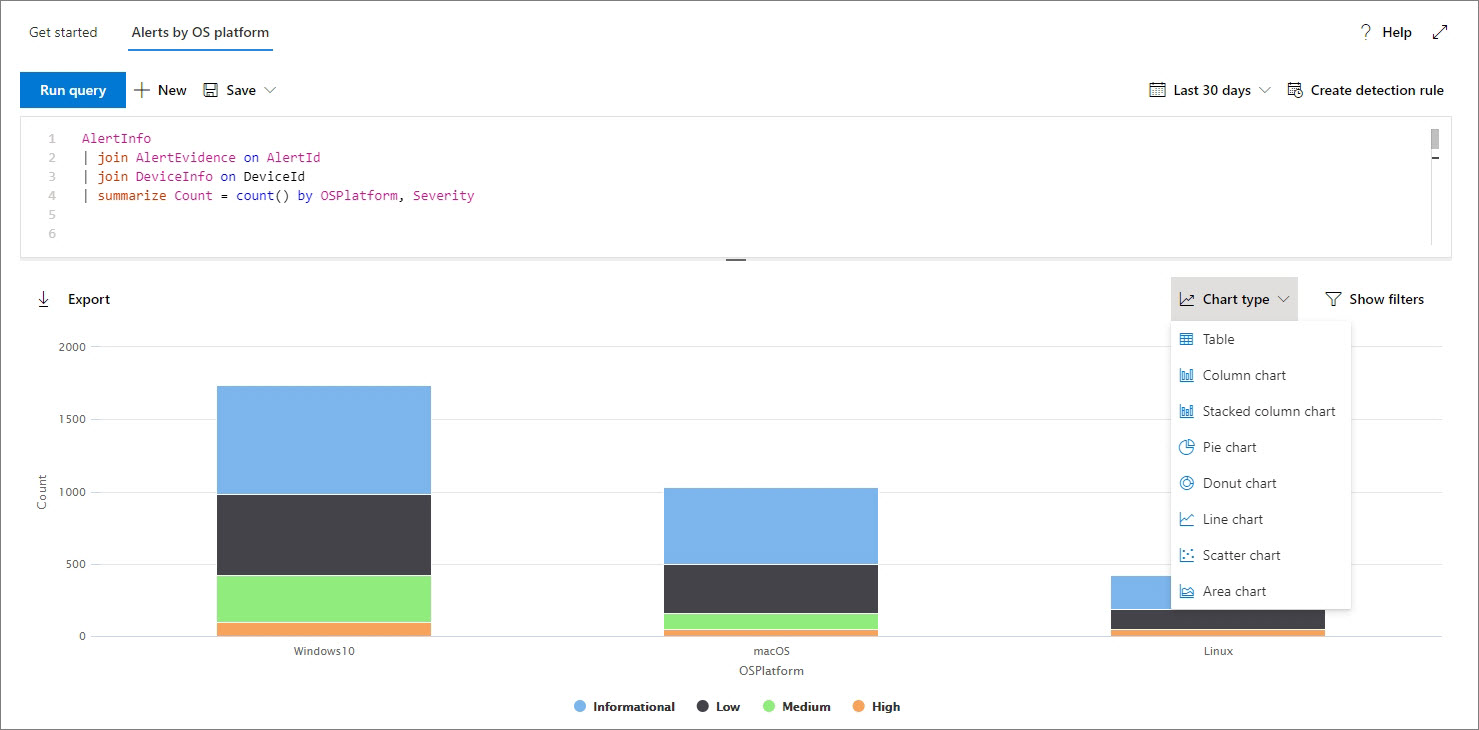 Get started Alerts by OS platform ? Help
Run query New Save Last 30 days Create detection rule
1 AlertInfo
2 | join AlertEvidence on AlertId
3 | join DeviceInfo on DeviceId
4 | summarize Count = count() by OSPlatform, Severity
5
6
Export Chart type Show filters
Table
Column chart
Stacked column chart
Pie chart
Donut chart
Line chart
Scatter chart
Area chart
2000
1500
1000
500
0
Count
Windows10 macOS Linux
OSPlatform
Informational Low Medium High